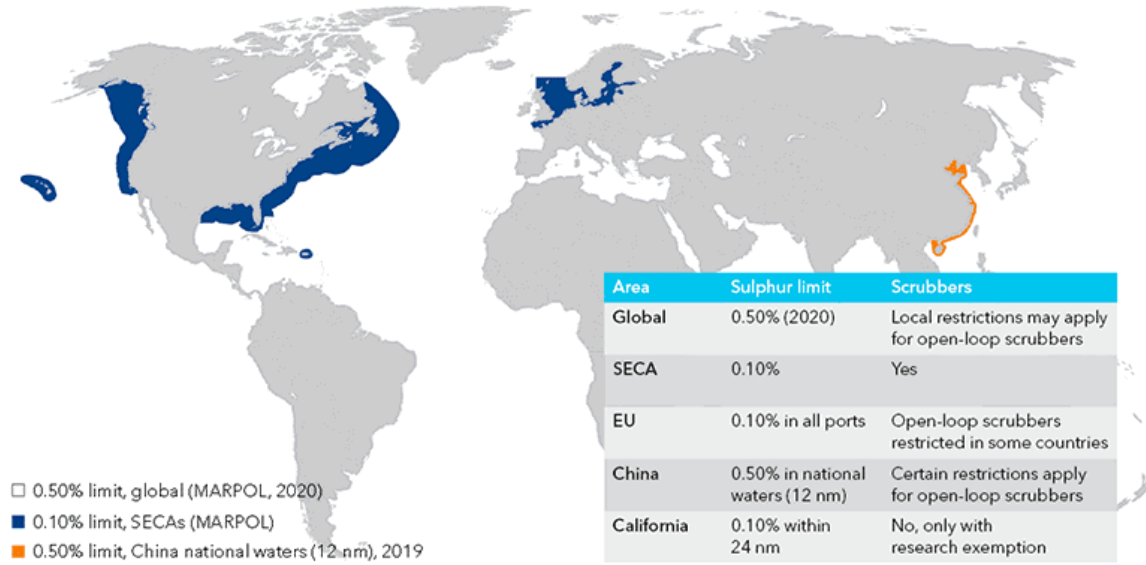 Area Sulphur limit Scrubbers
Global 0.50% (2020) Local restrictions may apply
for open-loop scrubbers
SECA 0.10% Yes
EU 0.10% in all ports Open-loop scrubbers
restricted in some countries
China 0.50% in national Certain restrictions apply
waters (12 nm) for open-loop scrubbers
California 0.10% within No, only with
24 nm research exemption
0.50% limit, global (MARPOL, 2020)
0.10% limit, SECAs (MARPOL)
0.50% limit, China national waters (12 nm), 2019